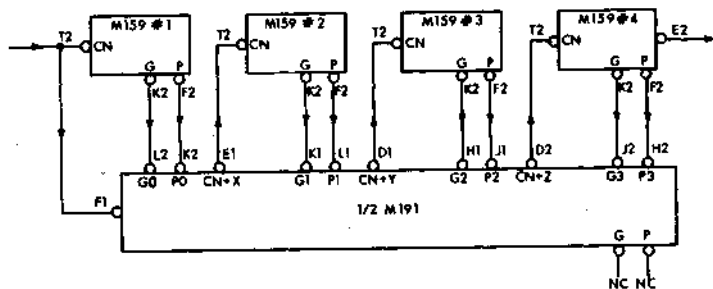 M159 #1 M159 #2 M159 #3 M159 #4
T2 CN T2 CN T2 CN T2 CN E2
G P G P G P G P
K2 F2 K2 F2 K2 F2 K2 F2
L2 K2 E1 K1 L1 D1 H1 J1 D2 J2 H2
G0 P0 CN+X G1 P1 CN+Y G2 P2 CN+Z G3 P3
F1
1/2 M191
G P
NC NC